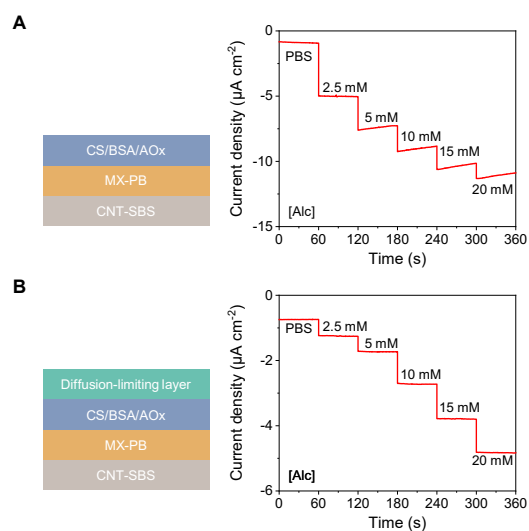 A
CS/BSA/AOx
MX-PB
CNT-SBS
Current density (µA cm⁻²)
0
-5
-10
-15
PBS
2.5 mM
5 mM
10 mM
15 mM
20 mM
[Alc]
0 60 120 180 240 300 360
Time (s)
B
Diffusion-limiting layer
CS/BSA/AOx
MX-PB
CNT-SBS
Current density (µA cm⁻²)
0
-2
-4
-6
PBS
2.5 mM
5 mM
10 mM
15 mM
20 mM
[Alc]
0 60 120 180 240 300 360
Time (s)